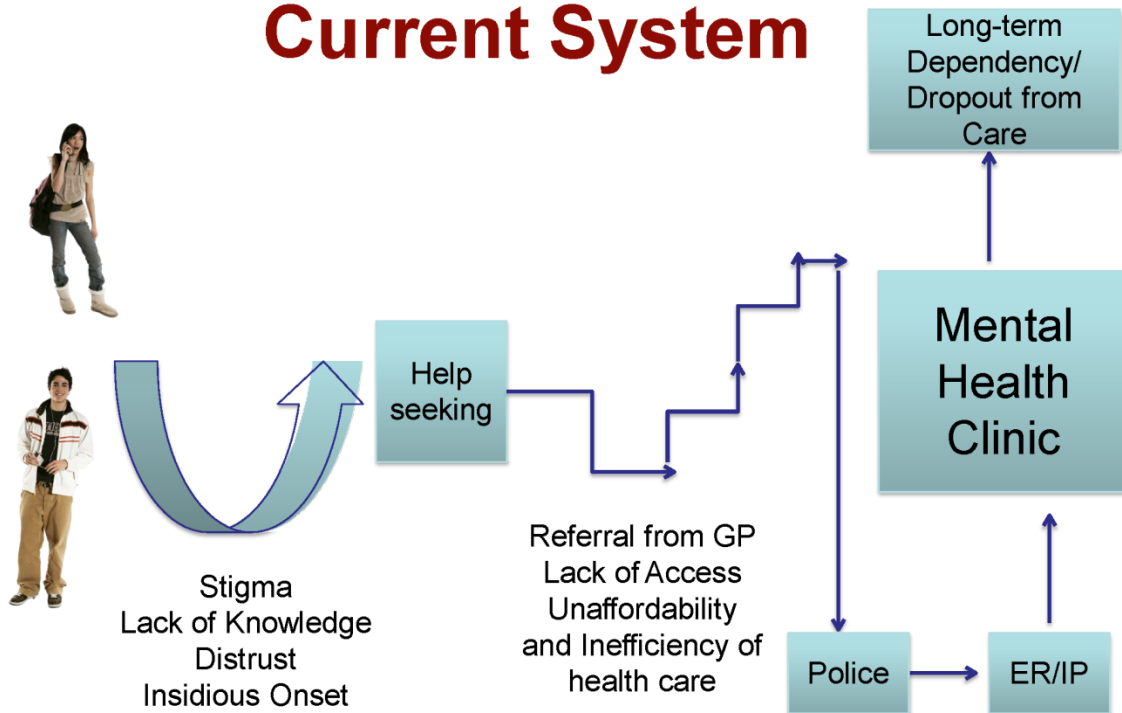 Current System
Long-term
Dependency/
Dropout from
Care
Help
seeking
Mental
Health
Clinic
Stigma
Lack of Knowledge
Distrust
Insidious Onset
Referral from GP
Lack of Access
Unaffordability
and Inefficiency of
health care
Police
ER/IP